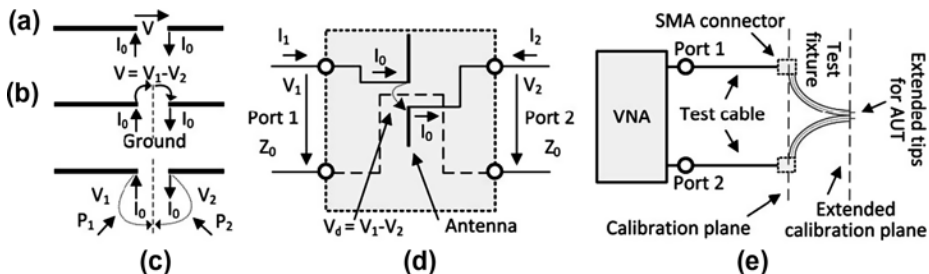 (a)
V
I₀
I₀
V = V₁-V₂
(b)
I₀
I₀
Ground
V₁
I₀
I₀
V₂
P₁
P₂
(c)
I₁
I₂
V₁
I₀
V₂
Port 1
I₀
Port 2
Z₀
Z₀
V_d = V₁-V₂
Antenna
(d)
SMA connector
Port 1
Test
fixture
Extended tips
for AUT
VNA
Test cable
Port 2
Calibration plane
Extended
calibration plane
(e)